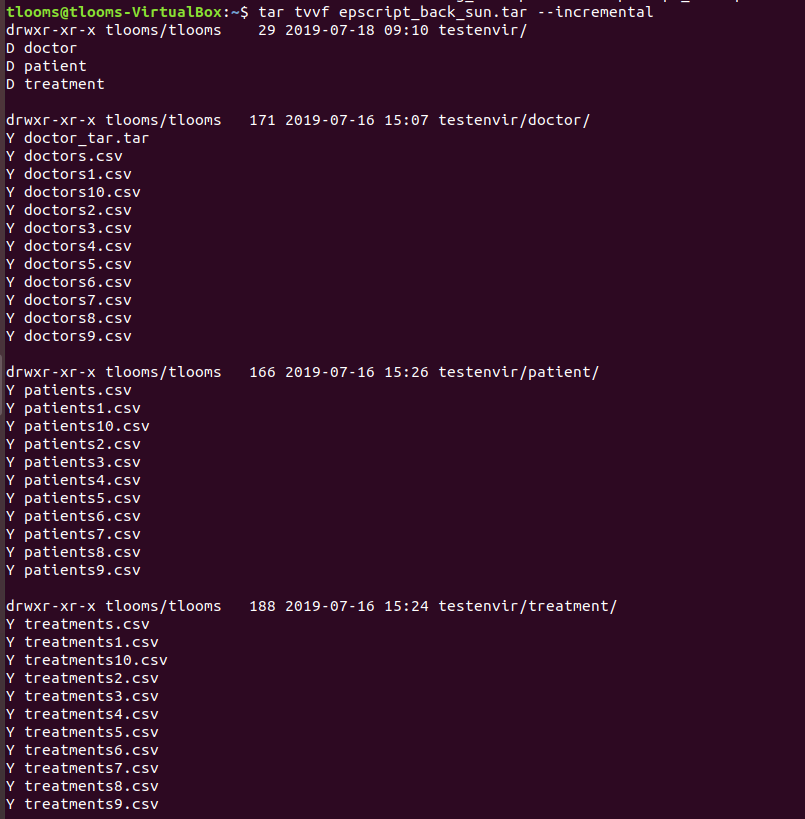 tlooms@tlooms-VirtualBox:~$ tar tvvf epscript_back_sun.tar --incremental
drwxr-xr-x tlooms/tlooms    29 2019-07-18 09:10 testenvir/
D doctor
D patient
D treatment

drwxr-xr-x tlooms/tlooms   171 2019-07-16 15:07 testenvir/doctor/
Y doctor_tar.tar
Y doctors.csv
Y doctors1.csv
Y doctors10.csv
Y doctors2.csv
Y doctors3.csv
Y doctors4.csv
Y doctors5.csv
Y doctors6.csv
Y doctors7.csv
Y doctors8.csv
Y doctors9.csv

drwxr-xr-x tlooms/tlooms   166 2019-07-16 15:26 testenvir/patient/
Y patients.csv
Y patients1.csv
Y patients10.csv
Y patients2.csv
Y patients3.csv
Y patients4.csv
Y patients5.csv
Y patients6.csv
Y patients7.csv
Y patients8.csv
Y patients9.csv

drwxr-xr-x tlooms/tlooms   188 2019-07-16 15:24 testenvir/treatment/
Y treatments.csv
Y treatments1.csv
Y treatments10.csv
Y treatments2.csv
Y treatments3.csv
Y treatments4.csv
Y treatments5.csv
Y treatments6.csv
Y treatments7.csv
Y treatments8.csv
Y treatments9.csv